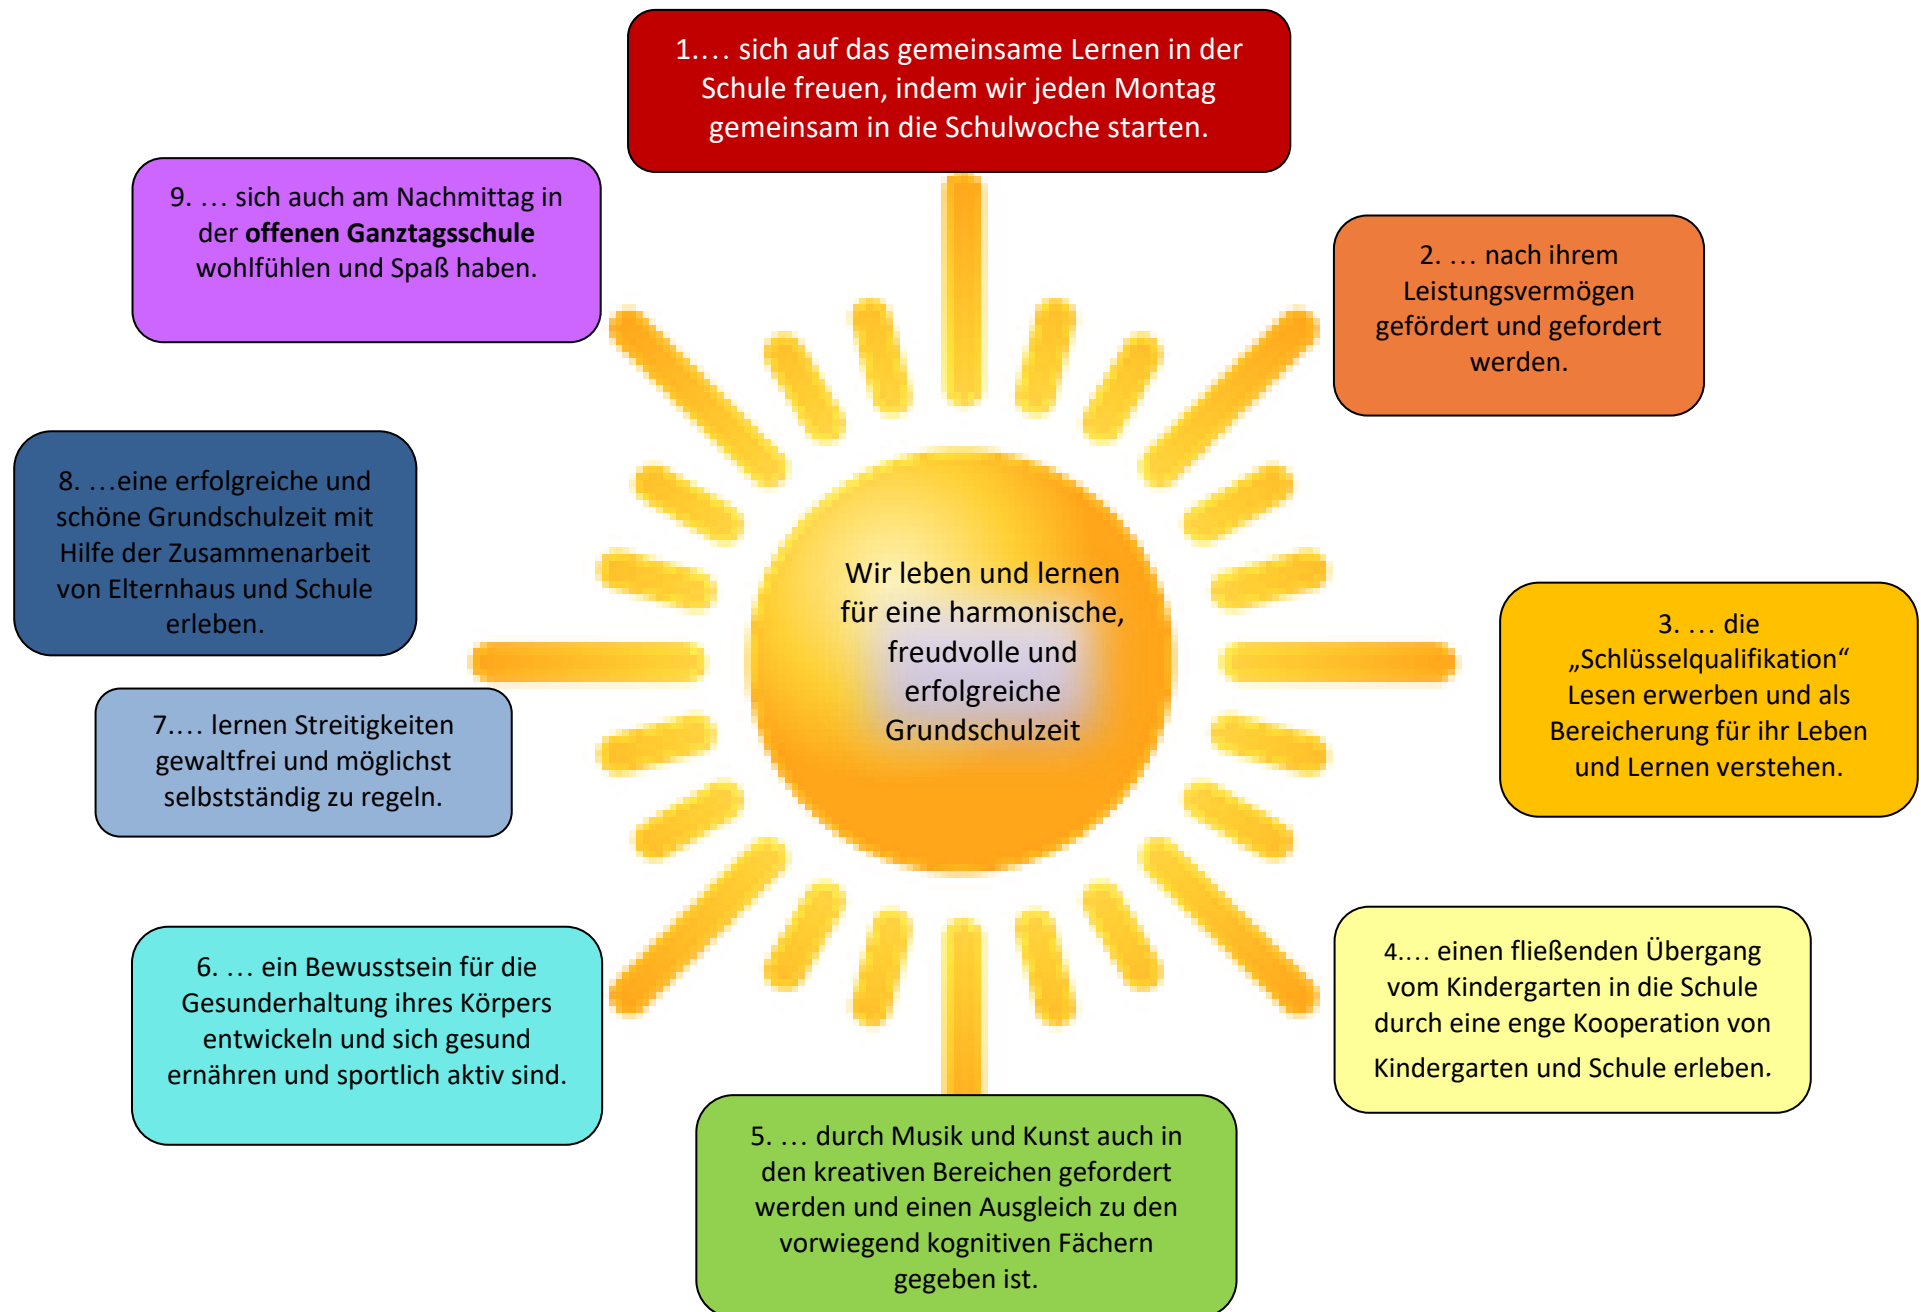 1.… sich auf das gemeinsame Lernen in der
Schule freuen, indem wir jeden Montag
gemeinsam in die Schulwoche starten.
2. … nach ihrem
Leistungsvermögen
gefördert und gefordert
werden.
3. … die
„Schlüsselqualifikation“
Lesen erwerben und als
Bereicherung für ihr Leben
und Lernen verstehen.
4.… einen fließenden Übergang
vom Kindergarten in die Schule
durch eine enge Kooperation von
Kindergarten und Schule erleben.
5. … durch Musik und Kunst auch in
den kreativen Bereichen gefordert
werden und einen Ausgleich zu den
vorwiegend kognitiven Fächern
gegeben ist.
6. … ein Bewusstsein für die
Gesunderhaltung ihres Körpers
entwickeln und sich gesund
ernähren und sportlich aktiv sind.
7.… lernen Streitigkeiten
gewaltfrei und möglichst
selbstständig zu regeln.
8. …eine erfolgreiche und
schöne Grundschulzeit mit
Hilfe der Zusammenarbeit
von Elternhaus und Schule
erleben.
9. … sich auch am Nachmittag in
der offenen Ganztagsschule
wohlfühlen und Spaß haben.
Wir leben und lernen
für eine harmonische,
freudvolle und
erfolgreiche
Grundschulzeit